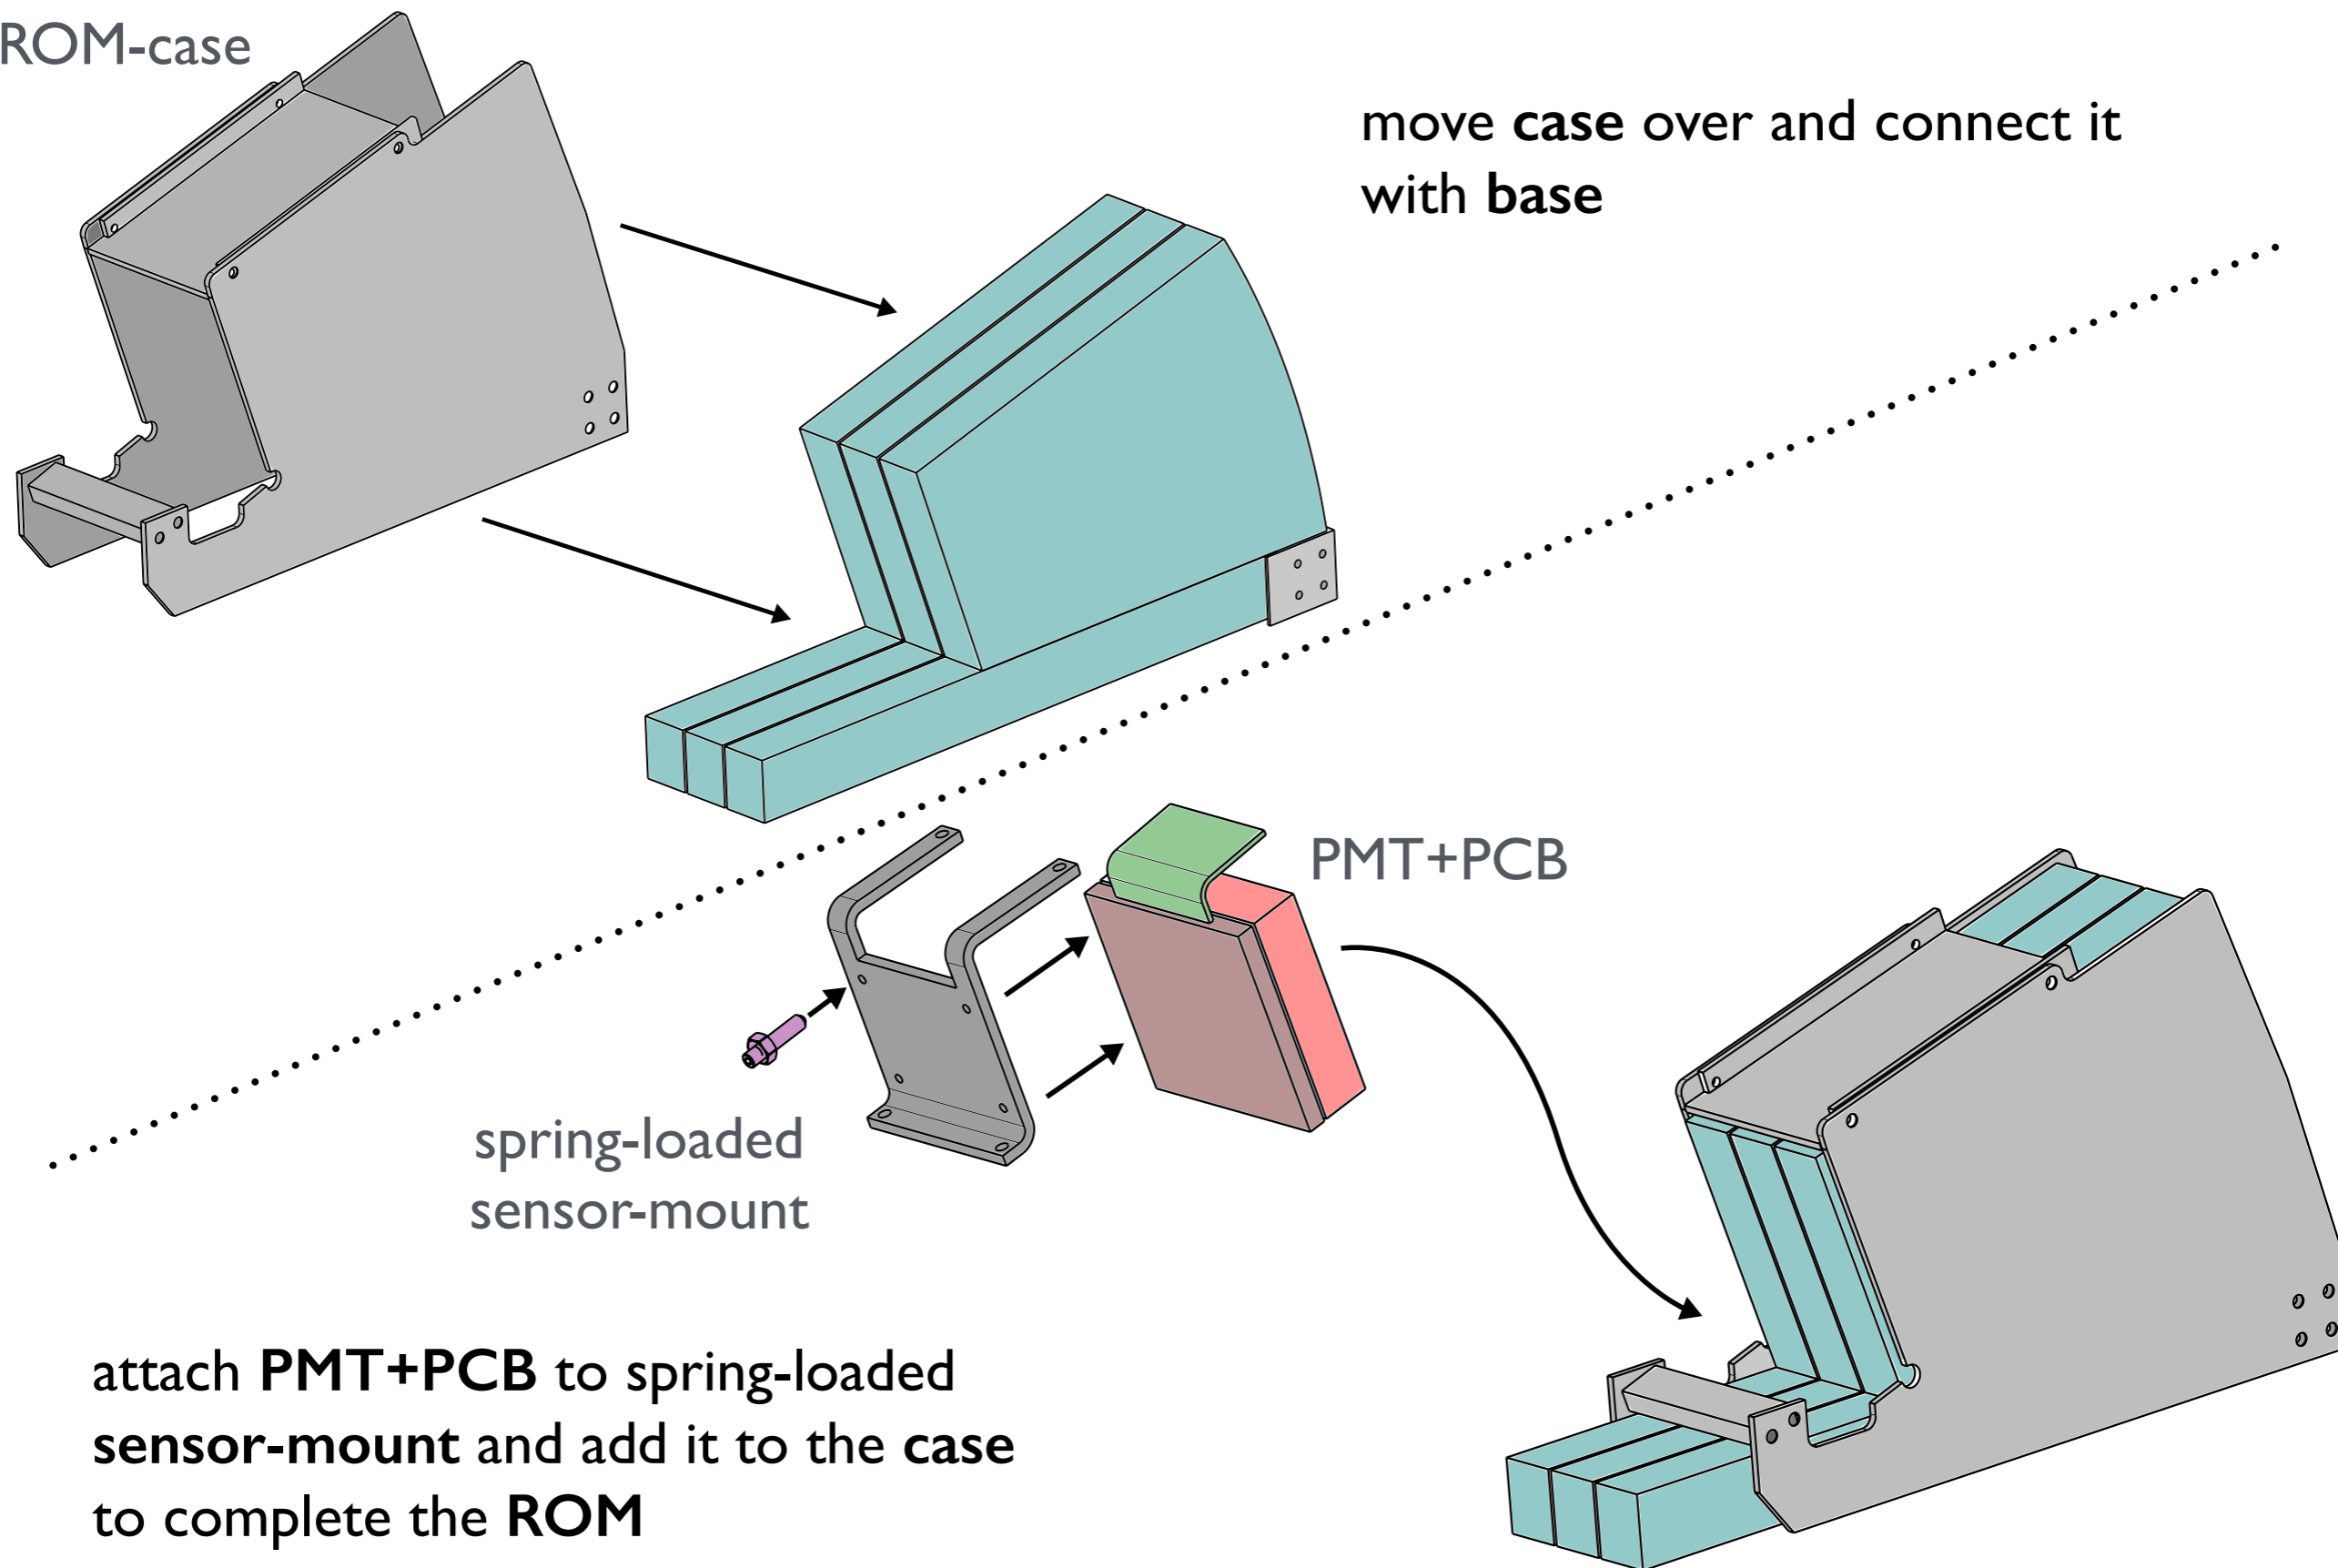 ROM-case
move case over and connect it
with base
PMT+PCB
spring-loaded
sensor-mount
attach PMT+PCB to spring-loaded
sensor-mount and add it to the case
to complete the ROM